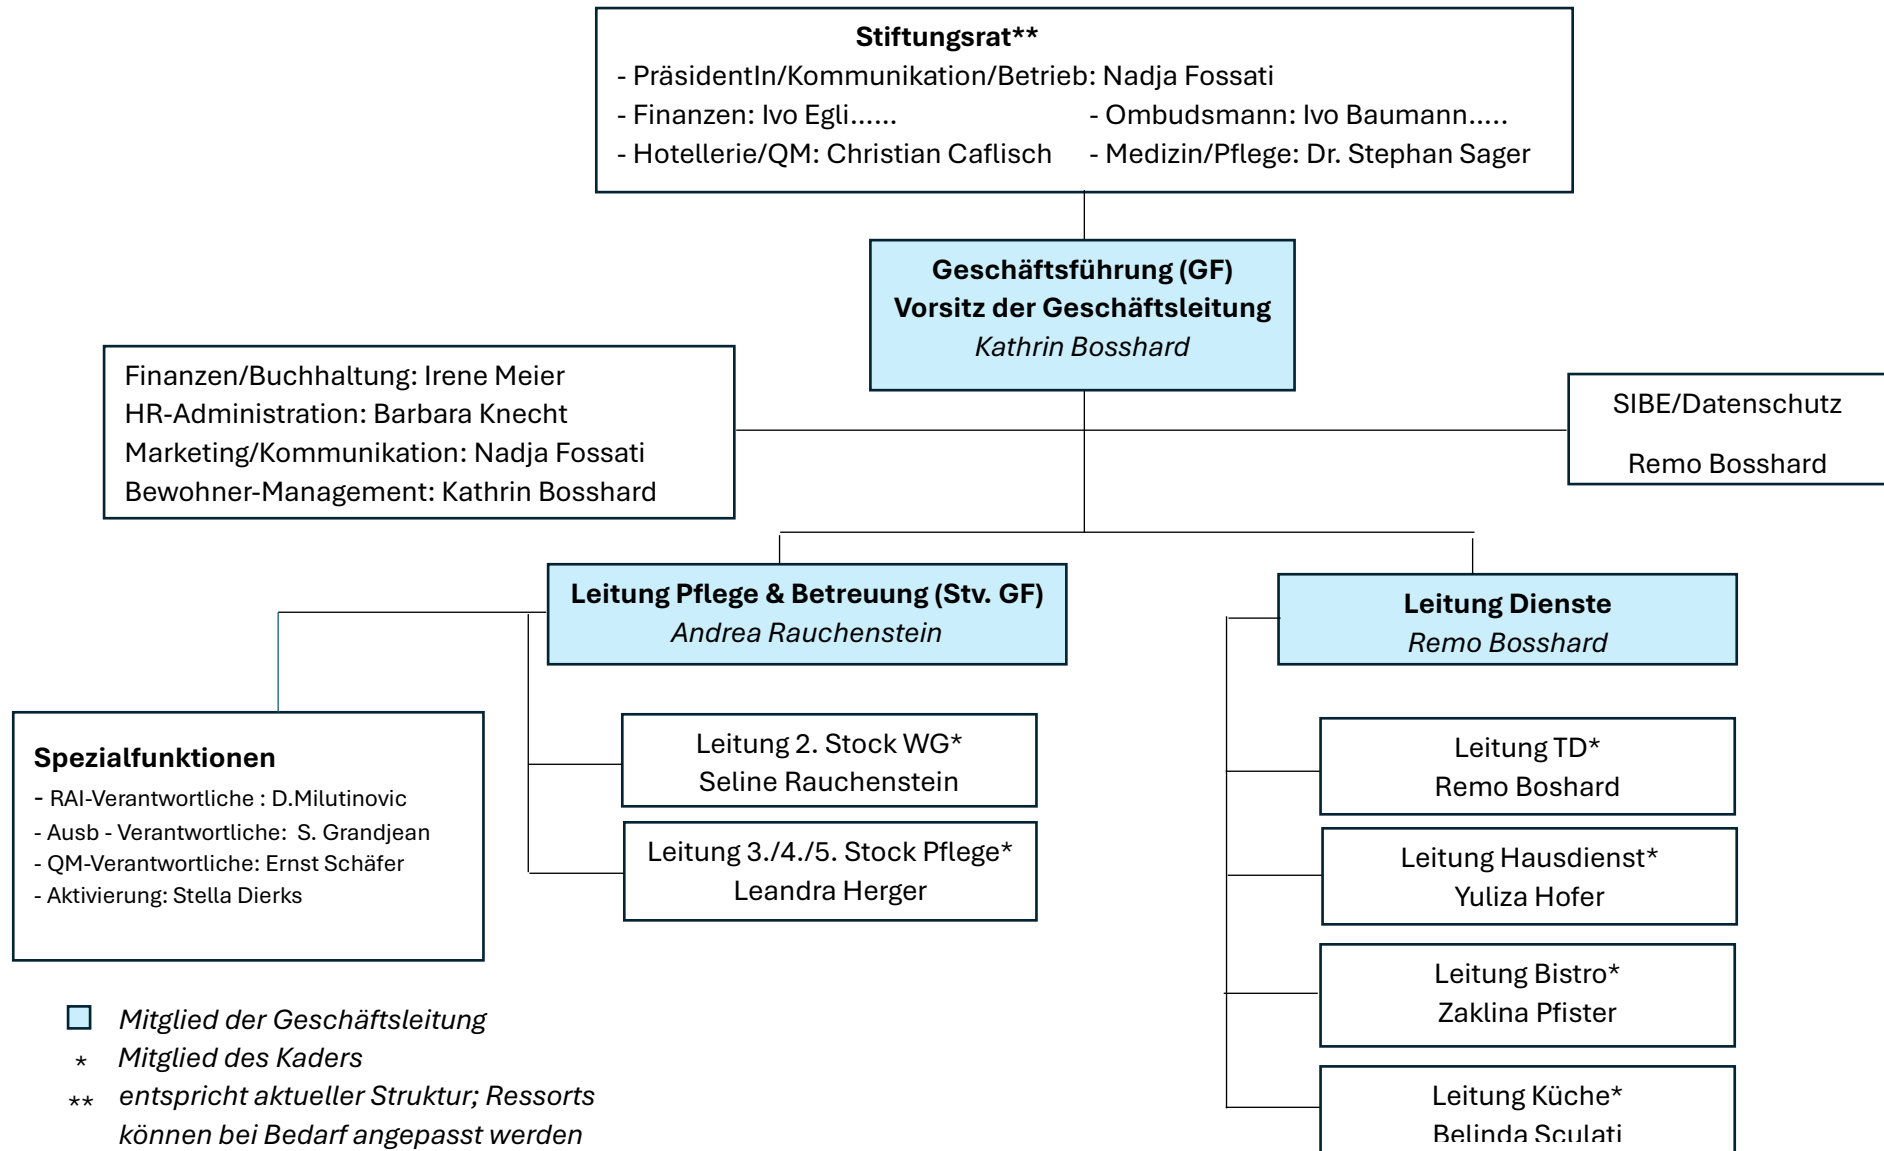 Stiftungsrat**
- PräsidentIn/Kommunikation/Betrieb: Nadja Fossati
- Finanzen: Ivo Egli...... - Ombudsmann: Ivo Baumann.....
- Hotellerie/QM: Christian Caflisch - Medizin/Pflege: Dr. Stephan Sager
Geschäftsführung (GF)
Vorsitz der Geschäftsleitung
Kathrin Bosshard
Finanzen/Buchhaltung: Irene Meier
HR-Administration: Barbara Knecht
Marketing/Kommunikation: Nadja Fossati
Bewohner-Management: Kathrin Bosshard
SIBE/Datenschutz
Remo Bosshard
Leitung Pflege & Betreuung (Stv. GF)
Andrea Rauchenstein
Leitung Dienste
Remo Bosshard
Spezialfunktionen
- RAI-Verantwortliche : D.Milutinovic
- Ausb - Verantwortliche: S. Grandjean
- QM-Verantwortliche: Ernst Schäfer
- Aktivierung: Stella Dierks
Leitung 2. Stock WG*
Seline Rauchenstein
Leitung 3./4./5. Stock Pflege*
Leandra Herger
Leitung TD*
Remo Boshard
Leitung Hausdienst*
Yuliza Hofer
Leitung Bistro*
Zaklina Pfister
Leitung Küche*
Belinda Sculati
Mitglied der Geschäftsleitung
* Mitglied des Kaders
** entspricht aktueller Struktur; Ressorts
können bei Bedarf angepasst werden